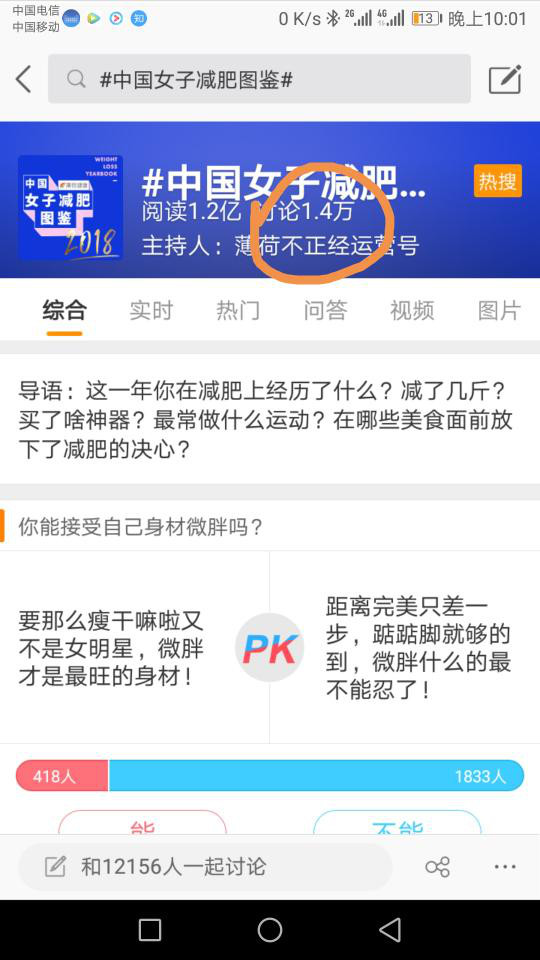 中国电信
中国移动
知
0 K/s 2G 4G 13 晚上10:01
#中国女子减肥图鉴#
WEIGHT
LOSS
YEARBOOK
中国
女子减肥
图鉴
2018
#中国女子减肥...
热搜
阅读1.2亿 讨论1.4万
主持人：薄荷不正经运营号
综合 实时 热门 问答 视频 图片
导语：这一年你在减肥上经历了什么？减了几斤？
买了啥神器？最常做什么运动？在哪些美食面前放
下了减肥的决心？
你能接受自己身材微胖吗？
要那么瘦干嘛啦又
不是女明星，微胖
才是最旺的身材！
PK
距离完美只差一
步，踮踮脚就够的
到，微胖什么的最
不能忍了！
418人 1833人
能 不能
和12156人一起讨论